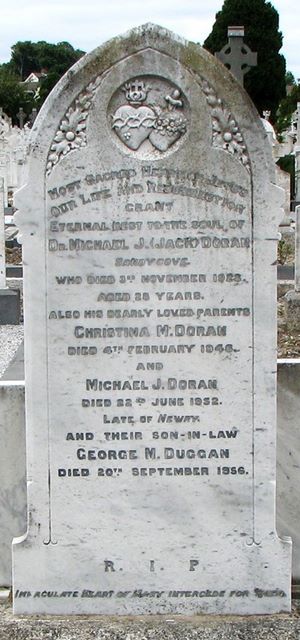 Most Sacred Heart of Jesus
Our Life and Resurrection
Grant
Eternal rest to the soul of
Dr. Michael J. (Jack) Doran
Sandycove.
who died 3rd November 1928.
aged 28 years.
Also his dearly loved parents
Christina M. Doran
died 4th February 1948.
and
Michael J. Doran
died 22nd June 1952.
Late of Newry.
and their son-in-law
George M. Duggan
died 20th September 1956.
R. I. P
Immaculate Heart of Mary intercede for